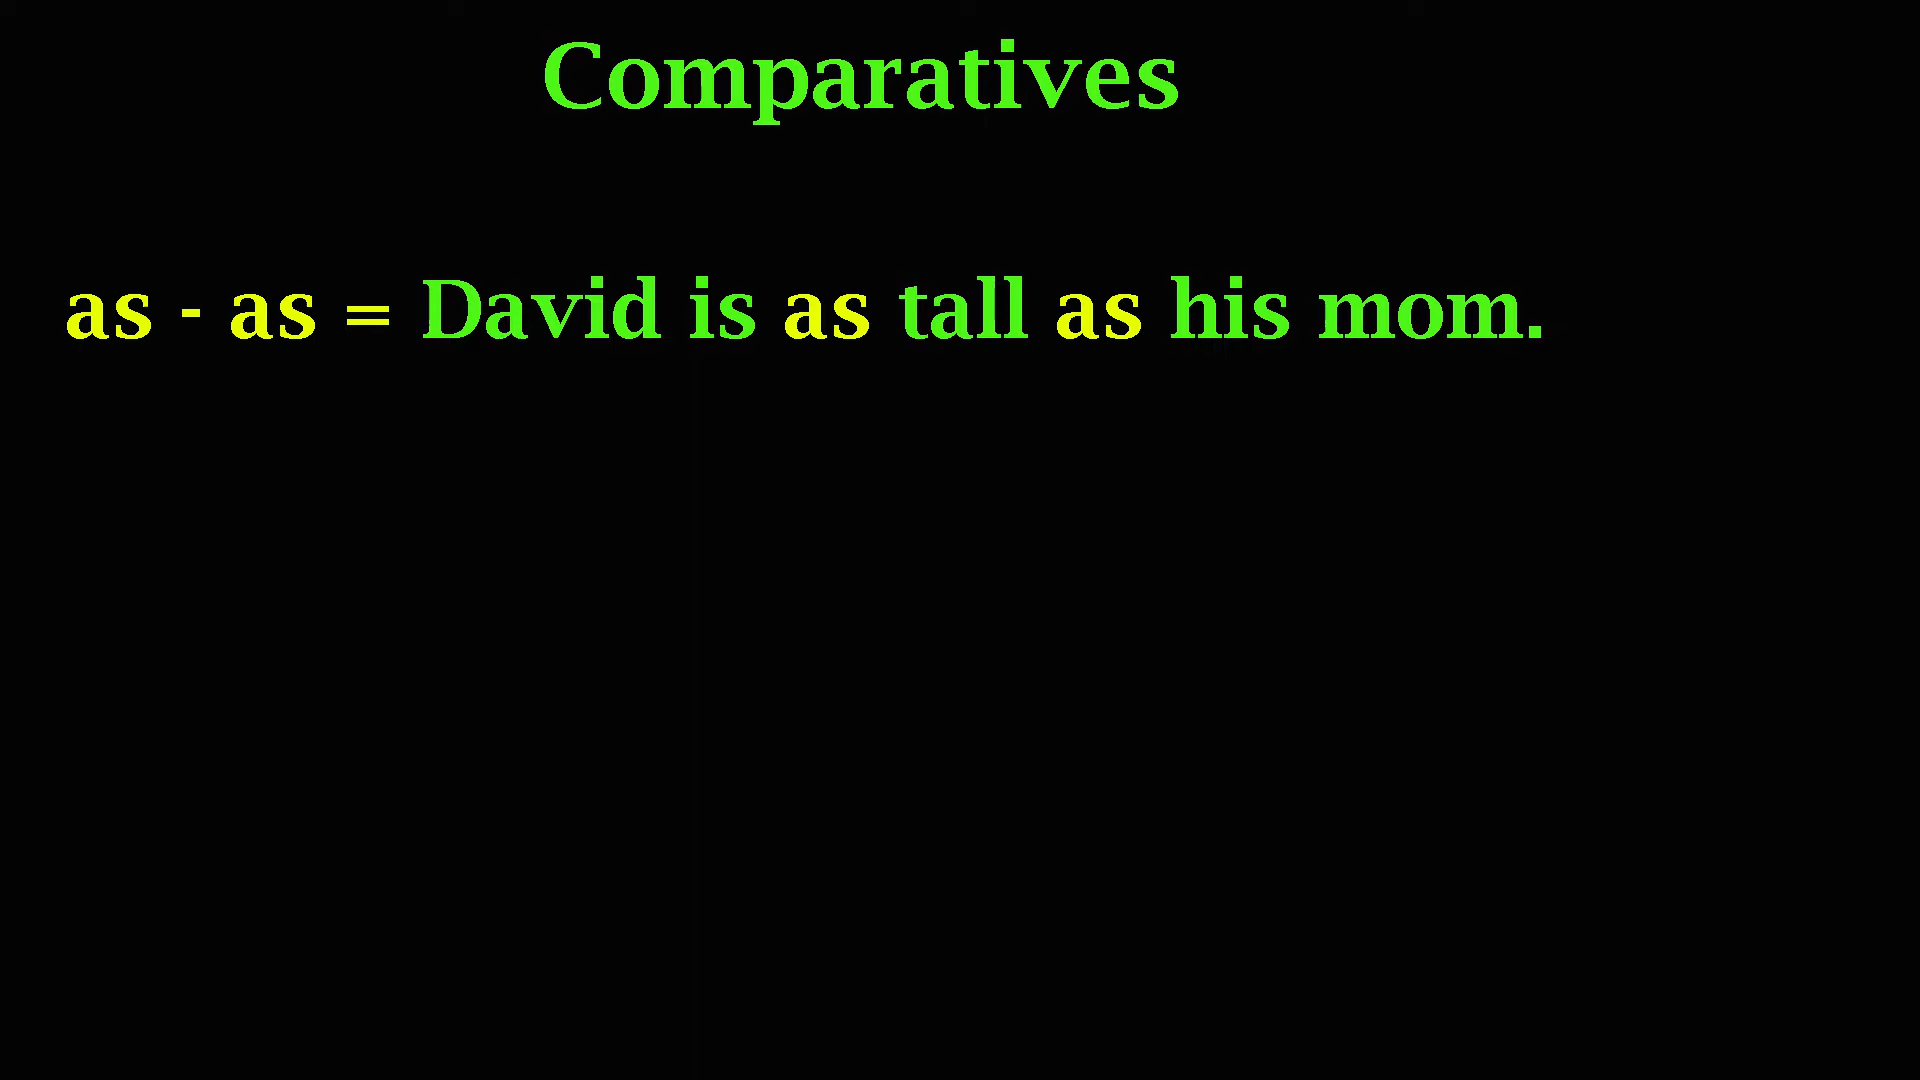 Comparatives
as - as = David is as tall as his mom.